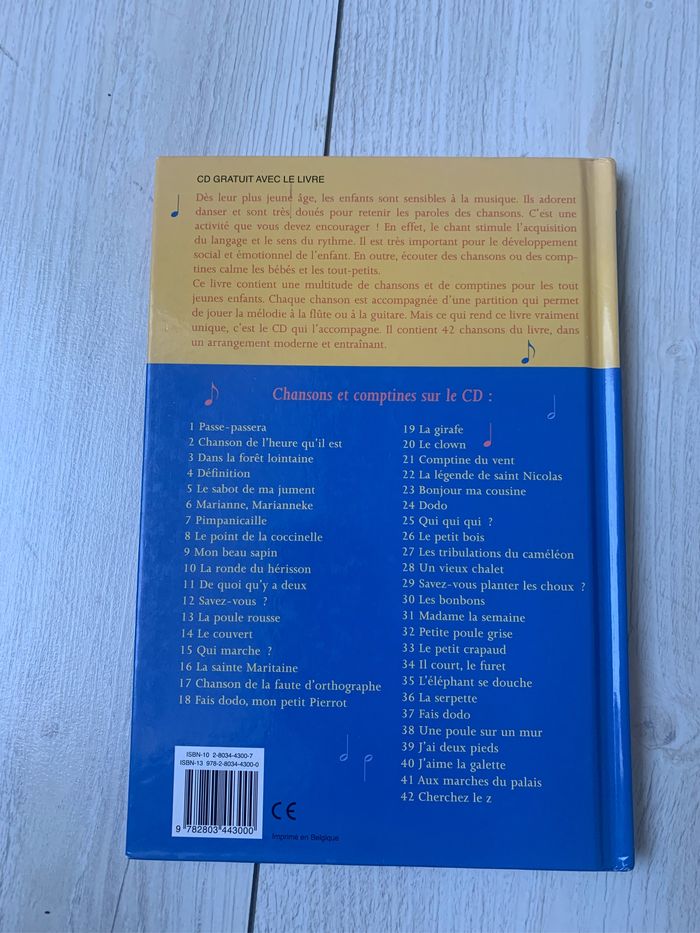 CD GRATUIT AVEC LE LIVRE
Dès leur plus jeune âge, les enfants sont sensibles à la musique. Ils adorent
danser et sont très doués pour retenir les paroles des chansons. C'est une
activité que vous devez encourager ! En effet, le chant stimule l'acquisition
du langage et le sens du rythme. Il est très important pour le développement
social et émotionnel de l'enfant. En outre, écouter des chansons ou des comp-
tines calme les bébés et les tout-petits.
Ce livre contient une multitude de chansons et de comptines pour les tout
jeunes enfants. Chaque chanson est accompagnée d'une partition qui permet
de jouer la mélodie à la flûte ou à la guitare. Mais ce qui rend ce livre vraiment
unique, c'est le CD qui l'accompagne. Il contient 42 chansons du livre, dans
un arrangement moderne et entraînant.
Chansons et comptines sur le CD :
1 Passe-passera
2 Chanson de l'heure qu'il est
3 Dans la forêt lointaine
4 Définition
5 Le sabot de ma jument
6 Marianne, Marianneke
7 Pimpanicaille
8 Le point de la coccinelle
9 Mon beau sapin
10 La ronde du hérisson
11 De quoi qu'y a deux
12 Savez-vous ?
13 La poule rousse
14 Le couvert
15 Qui marche ?
16 La sainte Maritaine
17 Chanson de la faute d'orthographe
18 Fais dodo, mon petit Pierrot
19 La girafe
20 Le clown
21 Comptine du vent
22 La légende de saint Nicolas
23 Bonjour ma cousine
24 Dodo
25 Qui qui qui ?
26 Le petit bois
27 Les tribulations du caméléon
28 Un vieux chalet
29 Savez-vous planter les choux ?
30 Les bonbons
31 Madame la semaine
32 Petite poule grise
33 Le petit crapaud
34 Il court, le furet
35 L'éléphant se douche
36 La serpette
37 Fais dodo
38 Une poule sur un mur
39 J'ai deux pieds
40 J'aime la galette
41 Aux marches du palais
42 Cherchez le z
ISBN-10 2-8034-4300-7
ISBN-13 978-2-8034-4300-0
9 782803 443000
CE
Imprimé en Belgique